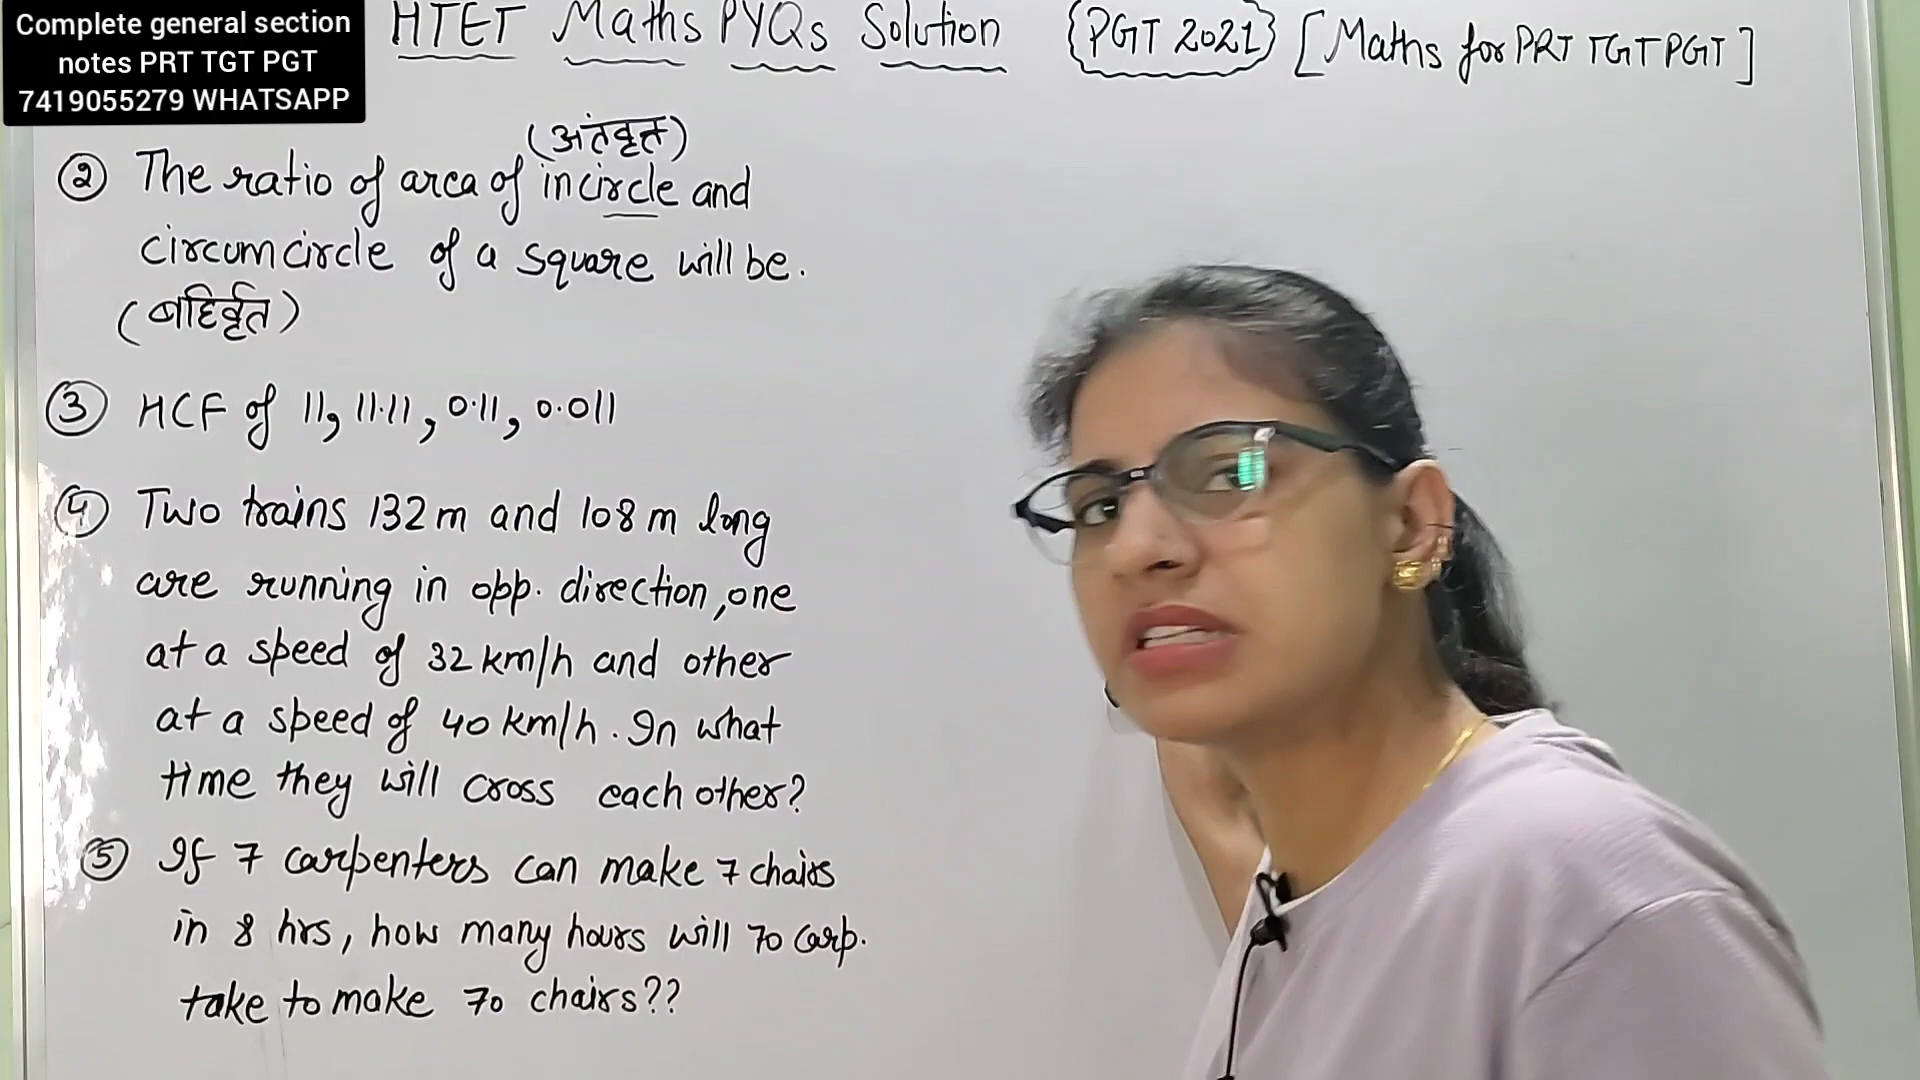 Complete general section
notes PRT TGT PGT
7419055279 WHATSAPP
HTET Maths PYQs Solution {PGT 2021} [Maths for PRT TGT PGT]
(अंतवृत)
② The ratio of area of incircle and
circumcircle of a square will be.
(बहिर्वृत)
③ HCF of 11, 11.11, 0.11, 0.011
④ Two trains 132 m and 108 m long
are running in opp. direction, one
at a speed of 32 km/h and other
at a speed of 40 km/h. In what
time they will cross each other?
⑤ If 7 carpenters can make 7 chairs
in 8 hrs, how many hours will 70 carp.
take to make 70 chairs??